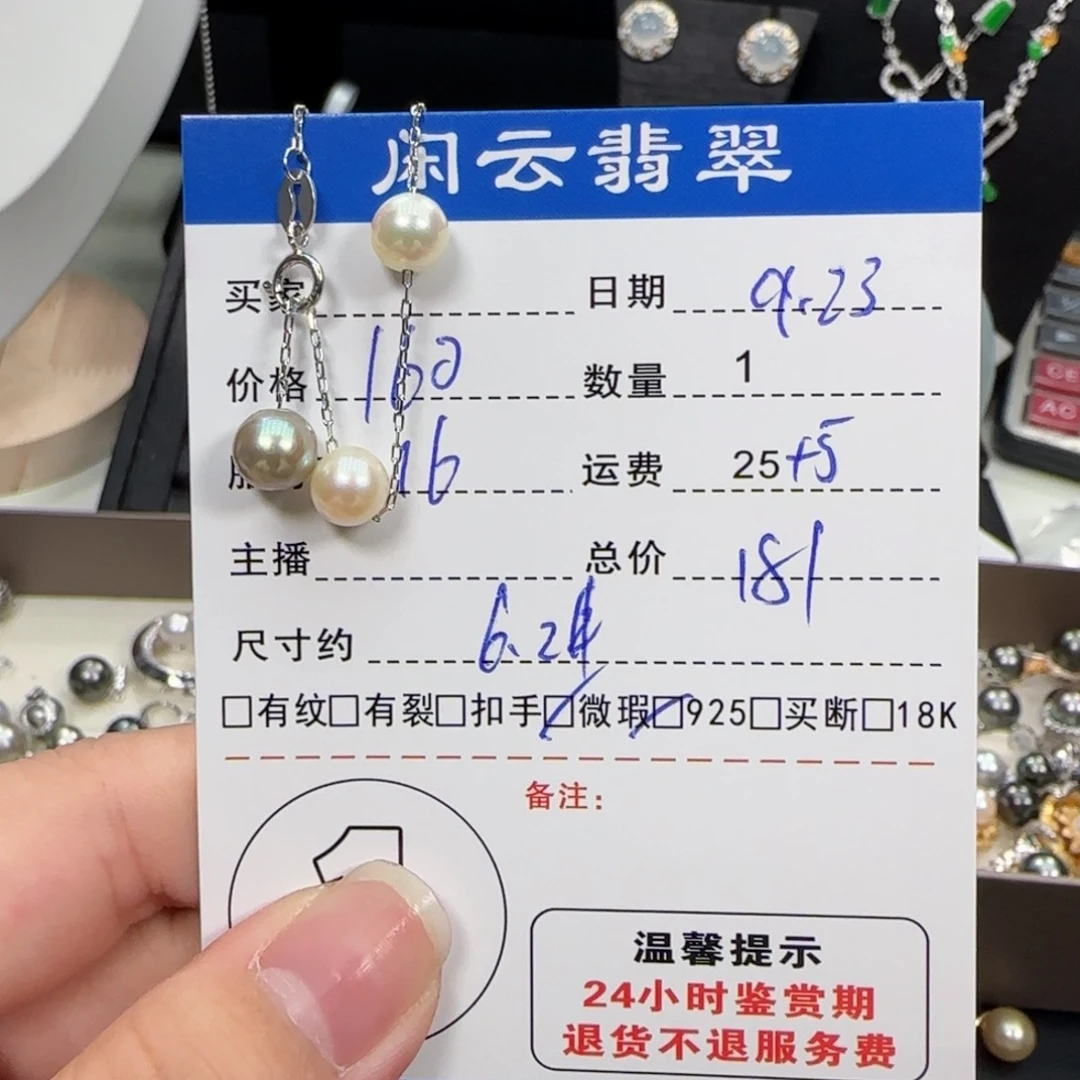 闲云翡翠
买家 日期 9.23
价格 160 数量 1
16 运费 25+5
主播 总价 181
尺寸约 6.24
□有纹□有裂□扣手□微瑕□925□买断□18K
备注:
1
温馨提示
24小时鉴赏期
退货不退服务费
CE
AC